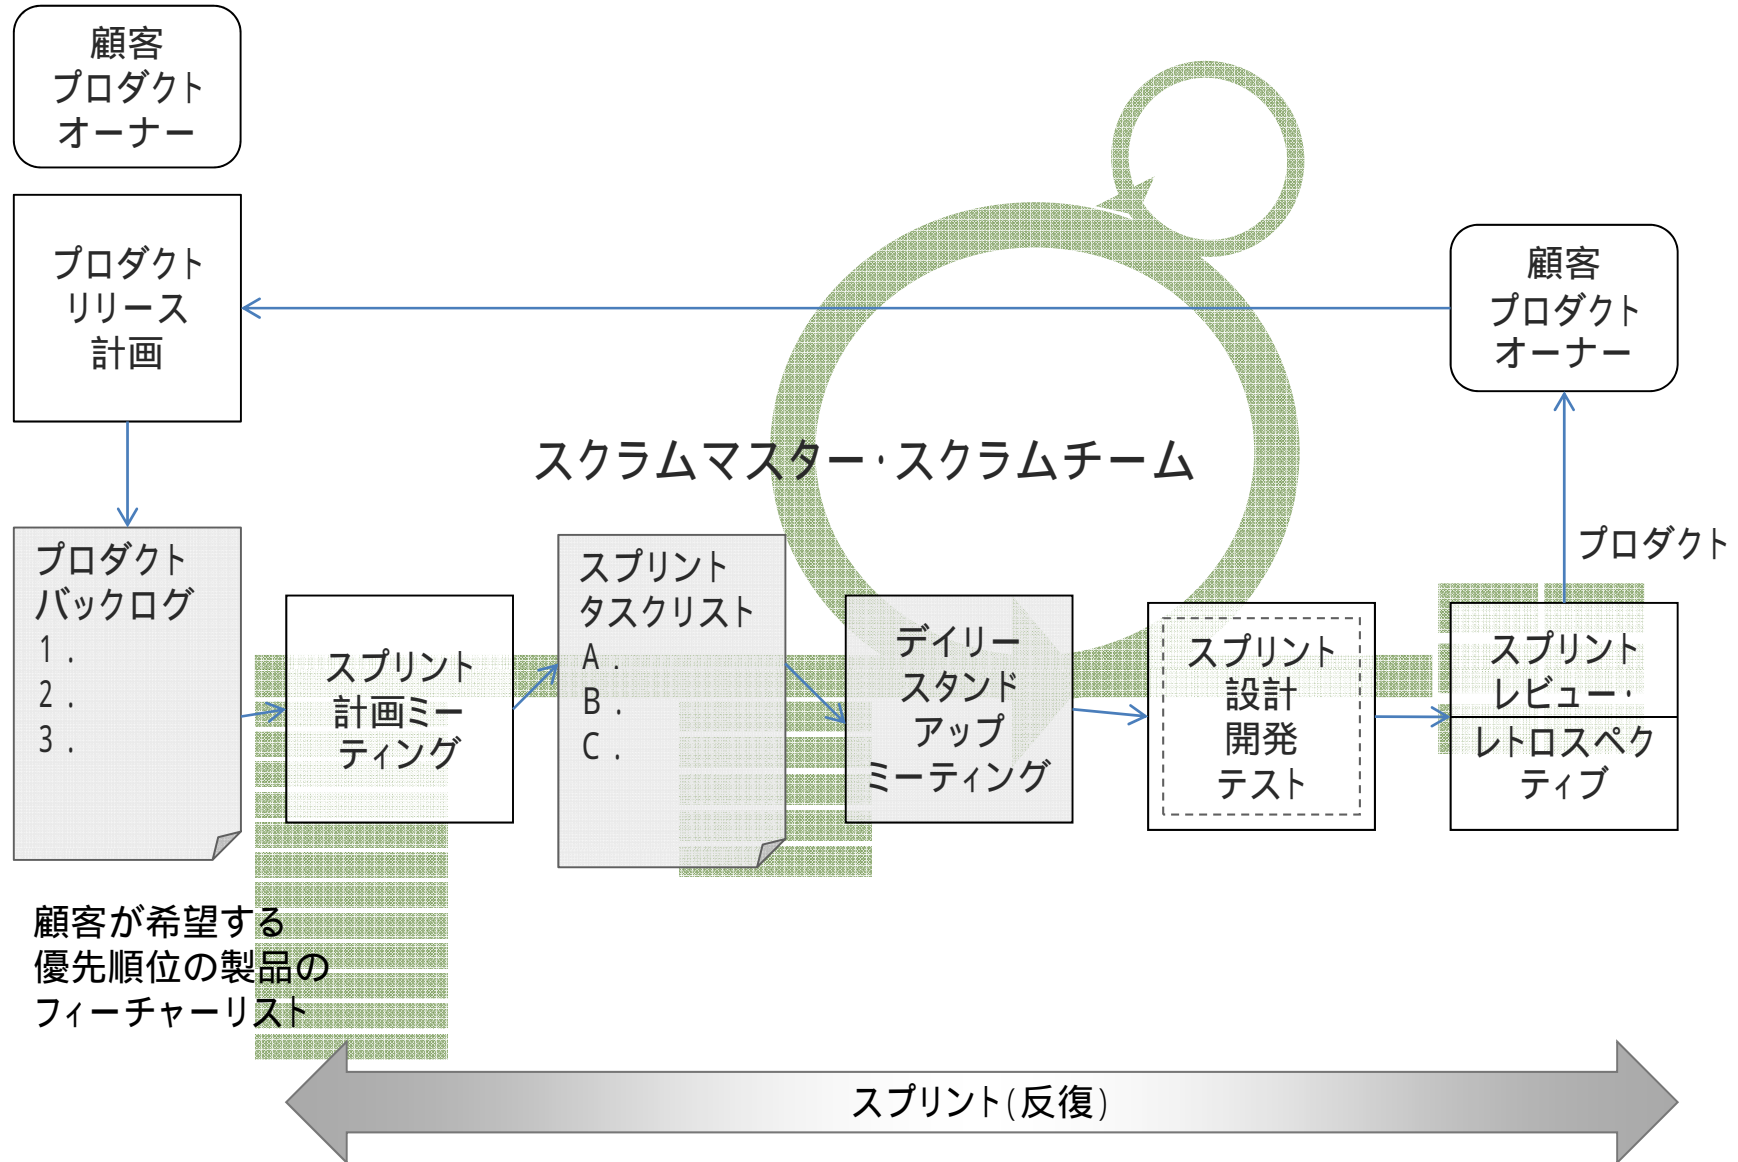 顧客
プロダクト
オーナー
プロダクト
リリース
計画
プロダクト
バックログ
1．
2．
3．
顧客が希望する
優先順位の製品の
フィーチャーリスト
スプリント
計画ミー
ティング
スクラムマスター・スクラムチーム
スプリント
タスクリスト
A．
B．
C．
デイリー
スタンド
アップ
ミーティング
スプリント
設計
開発
テスト
スプリント
レビュー・
レトロスペク
ティブ
プロダクト
顧客
プロダクト
オーナー
スプリント(反復)